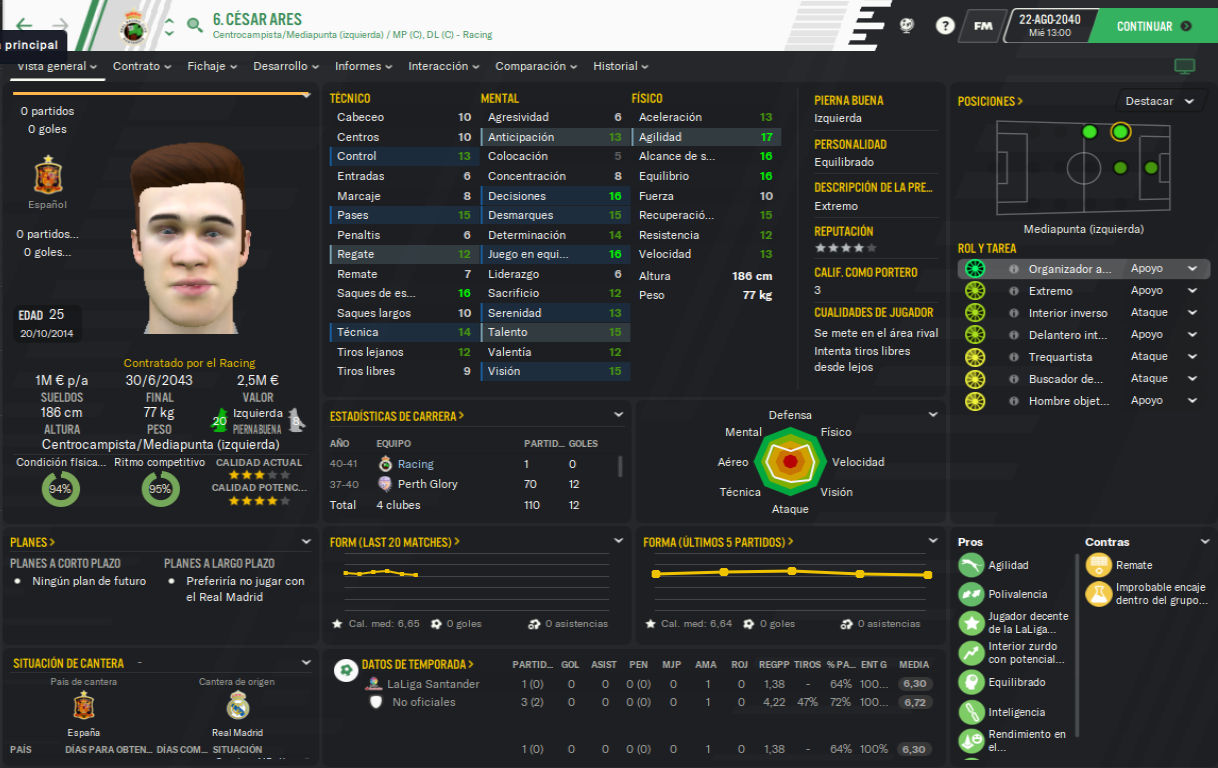 6. CÉSAR ARES
Centrocampista/Mediapunta (izquierda) / MP (C), DL (C) - Racing
?
FM
22-AGO-2040
Mié 13:00
CONTINUAR
principal
Vista general
Contrato
Fichaje
Desarrollo
Informes
Interacción
Comparación
Historial
0 partidos
0 goles
Español
0 partidos...
0 goles...
EDAD 25
20/10/2014
Contratado por el Racing
1M € p/a
SUELDOS
30/6/2043
FINAL
2,5M €
VALOR
186 cm
ALTURA
77 kg
PESO
20
Izquierda
PIERNA BUENA
8
Centrocampista/Mediapunta (izquierda)
Condición física...
94%
Ritmo competitivo
95%
CALIDAD ACTUAL
CALIDAD POTENC...
TÉCNICO
Cabeceo 10
Centros 10
Control 13
Entradas 6
Marcaje 8
Pases 15
Penaltis 6
Regate 12
Remate 7
Saques de es... 16
Saques largos 10
Técnica 14
Tiros lejanos 12
Tiros libres 9
MENTAL
Agresividad 6
Anticipación 13
Colocación 5
Concentración 8
Decisiones 16
Desmarques 15
Determinación 14
Juego en equi... 16
Liderazgo 6
Sacrificio 12
Serenidad 13
Talento 15
Valentía 12
Visión 15
FÍSICO
Aceleración 13
Agilidad 17
Alcance de s... 16
Equilibrio 16
Fuerza 10
Recuperació... 15
Resistencia 12
Velocidad 13
Altura 186 cm
Peso 77 kg
PIERNA BUENA
Izquierda
PERSONALIDAD
Equilibrado
DESCRIPCIÓN DE LA PRE...
Extremo
REPUTACIÓN
CALIF. COMO PORTERO
3
CUALIDADES DE JUGADOR
Se mete en el área rival
Intenta tiros libres
desde lejos
POSICIONES >
Destacar
Mediapunta (izquierda)
ROL Y TAREA
Organizador a... Apoyo
Extremo Apoyo
Interior inverso Ataque
Delantero int... Apoyo
Trequartista Ataque
Buscador de... Ataque
Hombre objet... Apoyo
ESTADÍSTICAS DE CARRERA >
AÑO EQUIPO PARTID... GOLES
40-41 Racing 1 0
37-40 Perth Glory 70 12
Total 4 clubes 110 12
Defensa
Físico
Velocidad
Visión
Ataque
Técnica
Aéreo
Mental
PLANES >
PLANES A CORTO PLAZO
Ningún plan de futuro
PLANES A LARGO PLAZO
Preferiría no jugar con
el Real Madrid
FORM (LAST 20 MATCHES) >
Cal. med: 6,65 0 goles 0 asistencias
FORMA (ÚLTIMOS 5 PARTIDOS) >
Cal. med: 6,64 0 goles 0 asistencias
Pros
Agilidad
Polivalencia
Jugador decente
de la LaLiga...
Interior zurdo
con potencial...
Equilibrado
Inteligencia
Rendimiento en
el...
Contras
Remate
Improbable encaje
dentro del grupo...
SITUACIÓN DE CANTERA -
País de cantera
España
Cantera de origen
Real Madrid
PAÍS DÍAS PARA OBTEN... DÍAS COM... SITUACIÓN
DATOS DE TEMPORADA >
PARTID... GOL ASIST PEN MJP AMA ROJ REGPP TIROS % PA... ENT G MEDIA
LaLiga Santander 1 (0) 0 0 0 (0) 0 1 0 1,38 - 64% 100... 6,30
No oficiales 3 (2) 0 0 0 (0) 0 1 0 4,22 47% 72% 100... 6,72
1 (0) 0 0 0 (0) 0 1 0 1,38 - 64% 100% 6,30